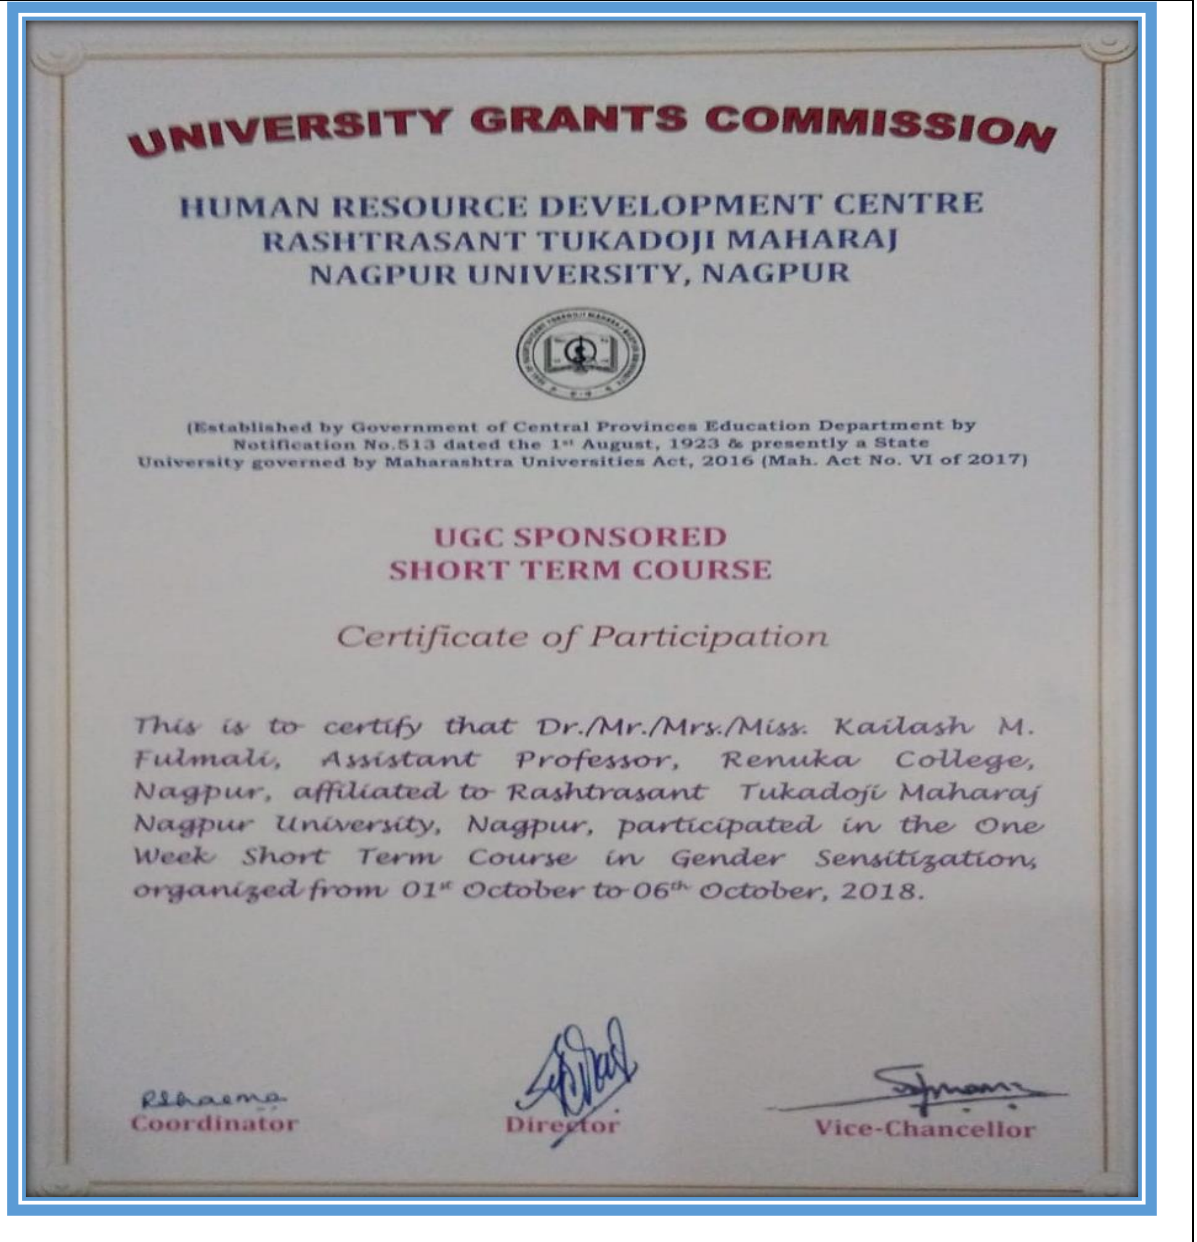 UNIVERSITY GRANTS COMMISSION
HUMAN RESOURCE DEVELOPMENT CENTRE
RASHTRASANT TUKADOJI MAHARAJ
NAGPUR UNIVERSITY, NAGPUR
(Established by Government of Central Provinces Education Department by
Notification No.513 dated the 1st August, 1923 & presently a State
University governed by Maharashtra Universities Act, 2016 (Mah. Act No. VI of 2017)
UGC SPONSORED
SHORT TERM COURSE
Certificate of Participation
This is to certify that Dr./Mr./Mrs./Miss. Kailash M.
Fulmali, Assistant Professor, Renuka College,
Nagpur, affiliated to Rashtrasant Tukadoji Maharaj
Nagpur University, Nagpur, participated in the One
Week Short Term Course in Gender Sensitization,
organized from 01st October to 06th October, 2018.
Coordinator
Director
Vice-Chancellor